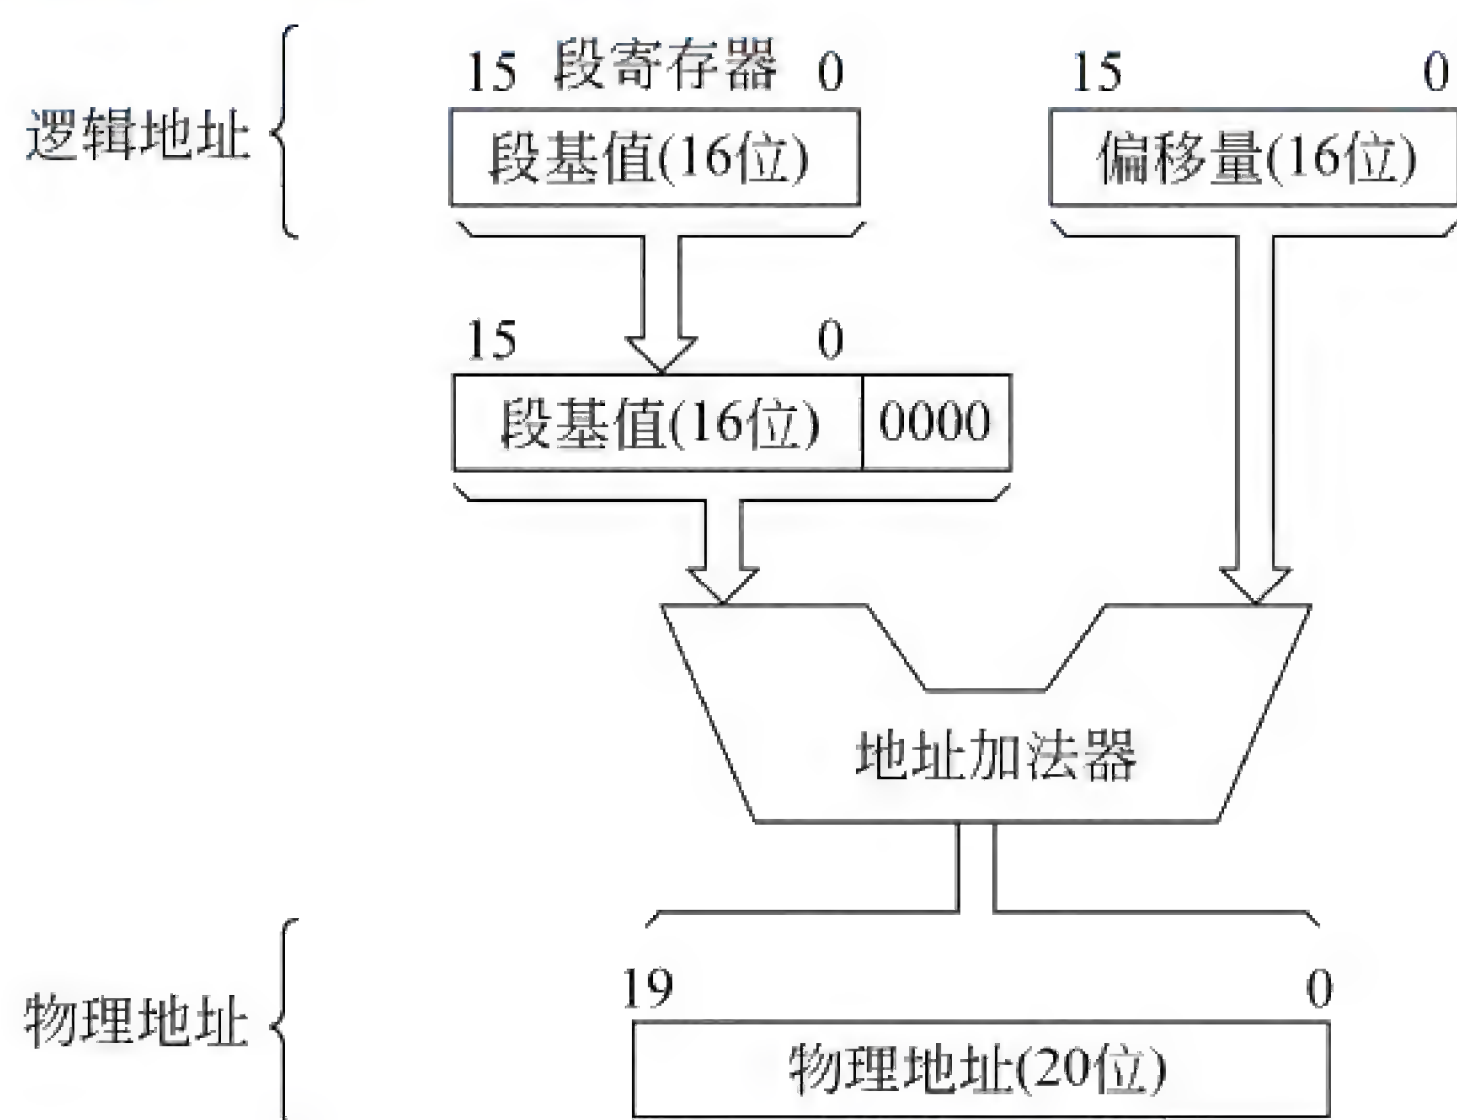 15 段寄存器 0
15 0
逻辑地址
段基值(16位)
偏移量(16位)
15 0
段基值(16位) 0000
地址加法器
19 0
物理地址
物理地址(20位)